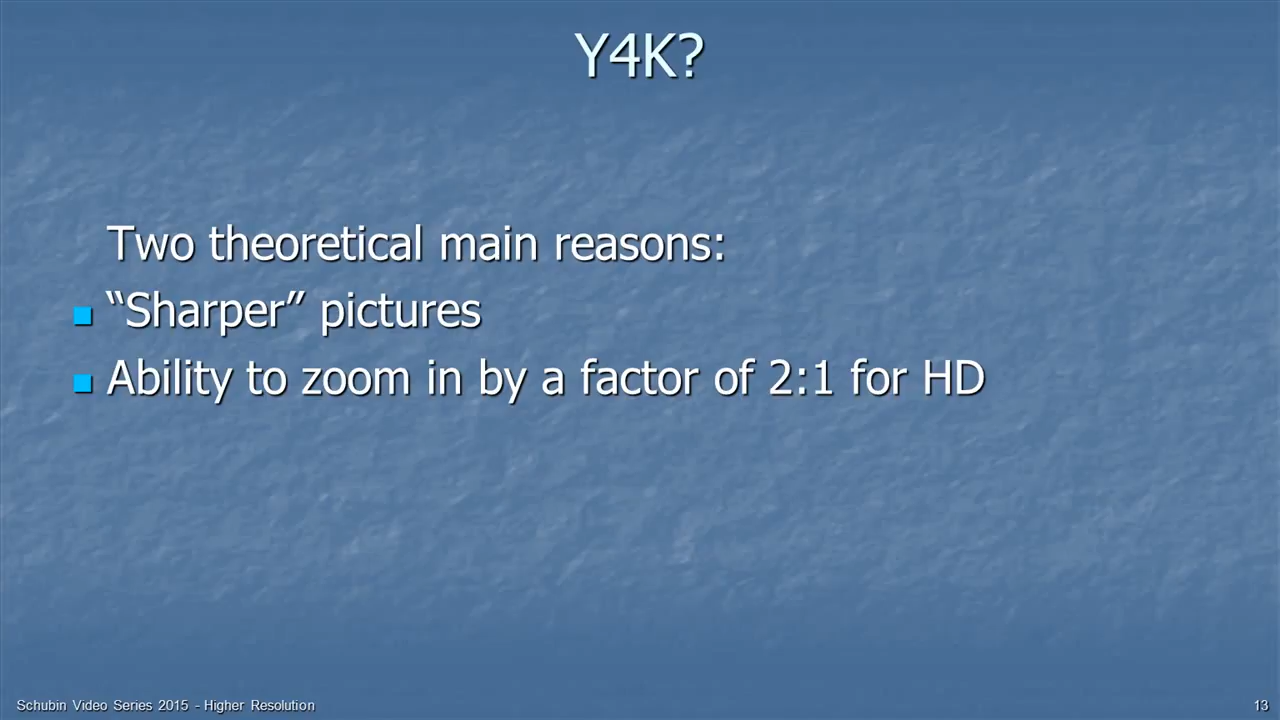 Y4K?
Two theoretical main reasons:
“Sharper” pictures
Ability to zoom in by a factor of 2:1 for HD
Schubin Video Series 2015 - Higher Resolution
13